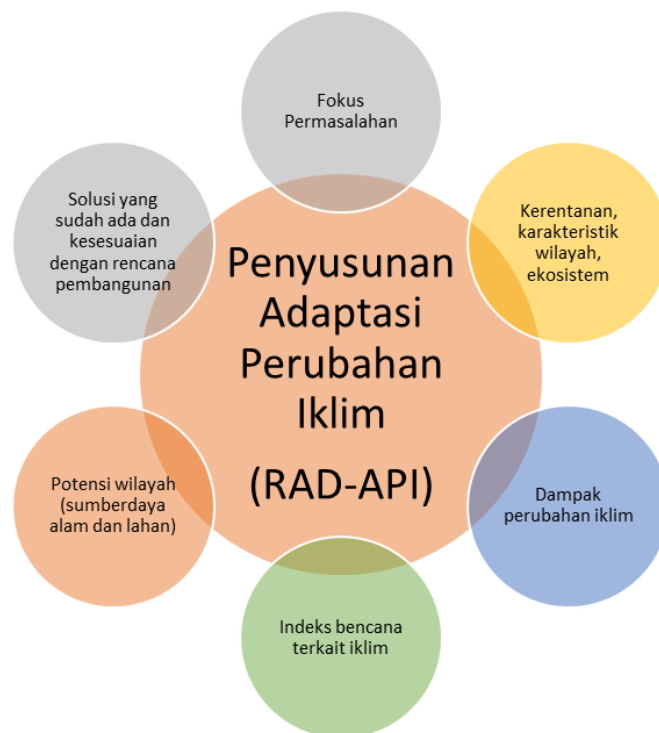 Fokus
Permasalahan
Kerentanan,
karakteristik
wilayah,
ekosistem
Dampak
perubahan iklim
Indeks bencana
terkait iklim
Potensi wilayah
(sumberdaya
alam dan lahan)
Solusi yang
sudah ada dan
kesesuaian
dengan rencana
pembangunan
Penyusunan
Adaptasi
Perubahan
Iklim
(RAD-API)